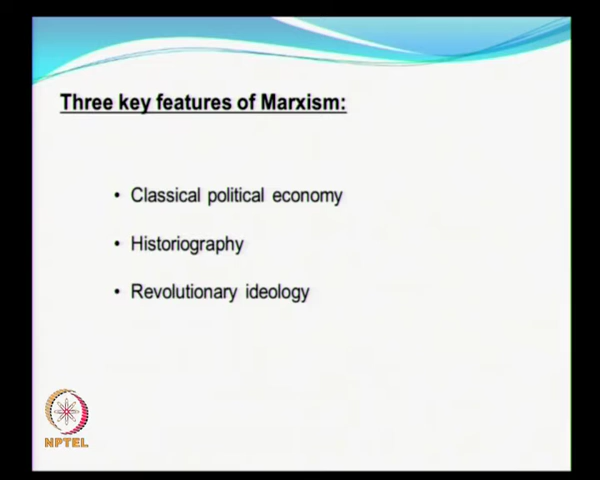 Three key features of Marxism:
• Classical political economy
• Historiography
• Revolutionary ideology
NPTEL